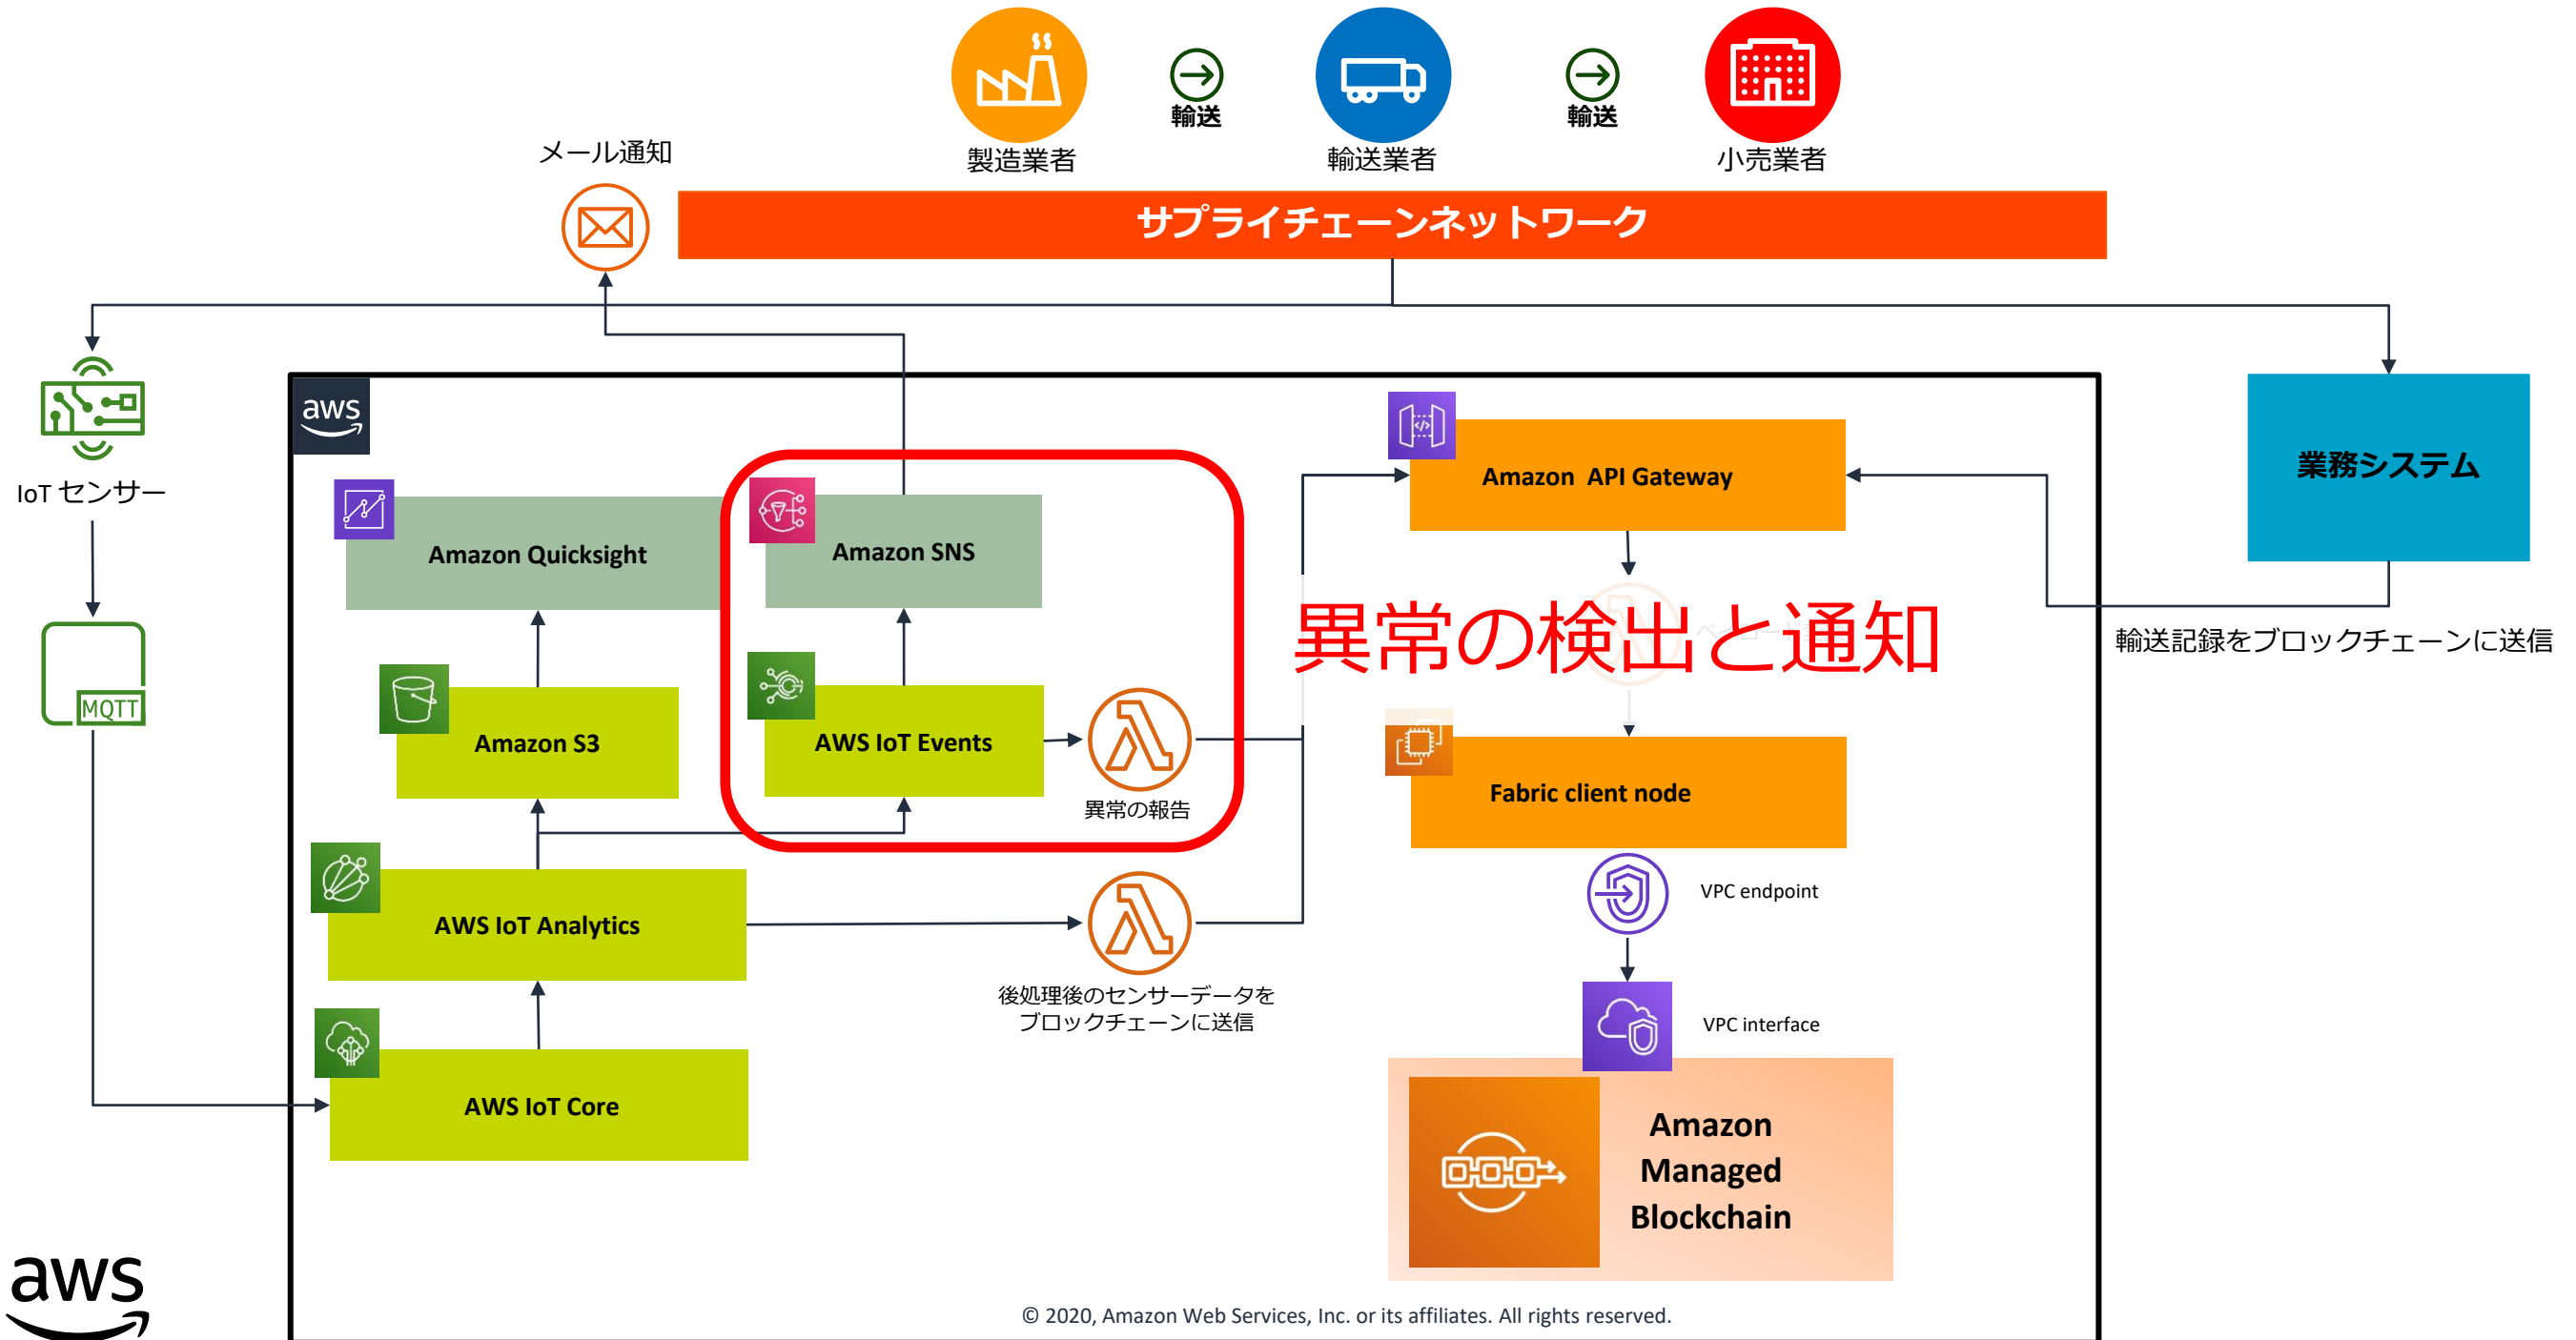 輸送
輸送
製造業者
輸送業者
小売業者
メール通知
サプライチェーンネットワーク
aws
IoT センサー
MQTT
Amazon Quicksight
Amazon SNS
Amazon API Gateway
業務システム
異常の検出と通知
輸送記録をブロックチェーンに送信
Amazon S3
AWS IoT Events
異常の報告
Fabric client node
VPC endpoint
AWS IoT Analytics
後処理後のセンサーデータを
ブロックチェーンに送信
VPC interface
AWS IoT Core
Amazon
Managed
Blockchain
aws
© 2020, Amazon Web Services, Inc. or its affiliates. All rights reserved.